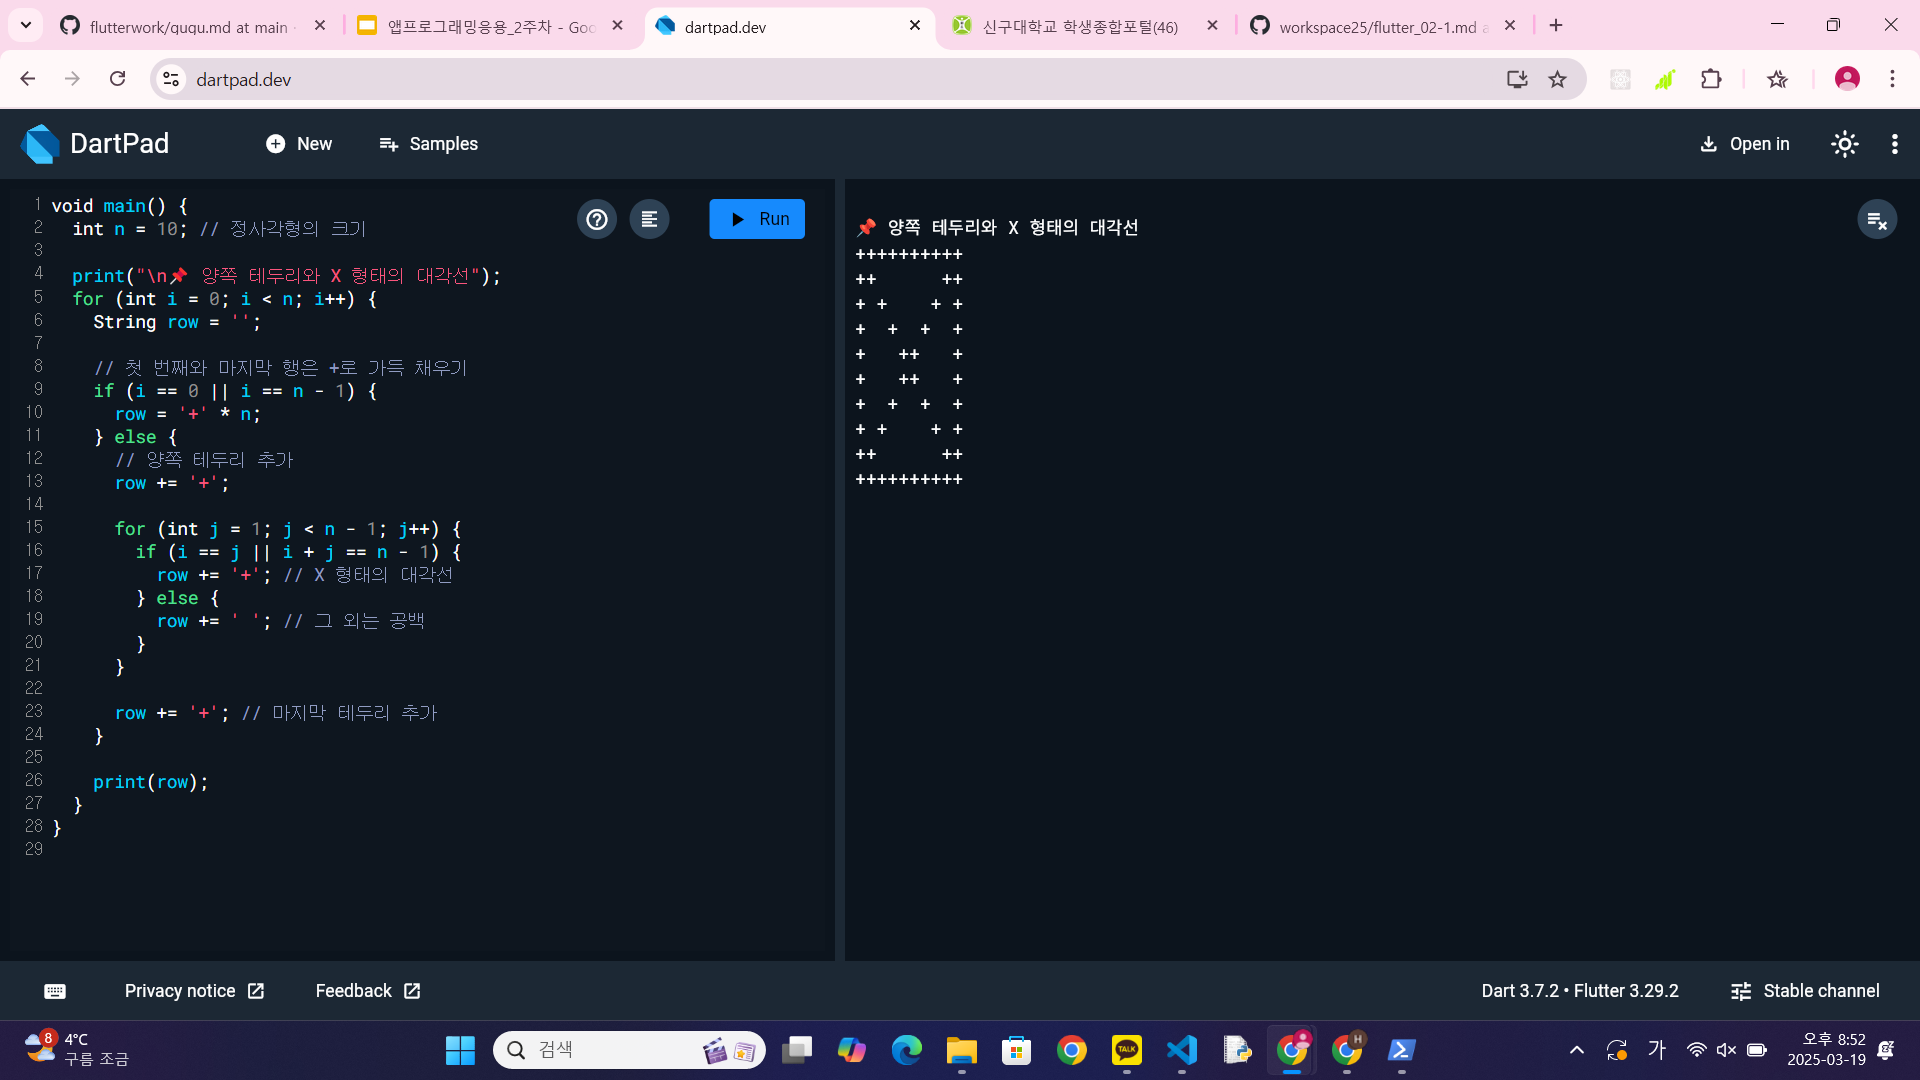 flutterwork/gugu.md at main ·
앱프로그래밍응용_2주차 - Goo
dartpad.dev
신구대학교 학생종합포털(46)
workspace25/flutter_02-1.md a
dartpad.dev
DartPad
New
Samples
Open in
1 void main() {
2   int n = 10; // 정사각형의 크기
3
4   print("\n📌 양쪽 테두리와 X 형태의 대각선");
5   for (int i = 0; i < n; i++) {
6     String row = '';
7
8     // 첫 번째와 마지막 행은 +로 가득 채우기
9     if (i == 0 || i == n - 1) {
10       row = '+' * n;
11     } else {
12       // 양쪽 테두리 추가
13       row += '+';
14
15       for (int j = 1; j < n - 1; j++) {
16         if (i == j || i + j == n - 1) {
17           row += '+'; // X 형태의 대각선
18         } else {
19           row += ' '; // 그 외는 공백
20         }
21       }
22
23       row += '+'; // 마지막 테두리 추가
24     }
25
26     print(row);
27   }
28 }
29
Run
📌 양쪽 테두리와 X 형태의 대각선
++++++++++
++      ++
+ +    + +
+  +  +  +
+   ++   +
+   ++   +
+  +  +  +
+ +    + +
++      ++
++++++++++
Privacy notice
Feedback
Dart 3.7.2 • Flutter 3.29.2
Stable channel
8
4°C
구름 조금
검색
TALK
H
가
오후 8:52
2025-03-19